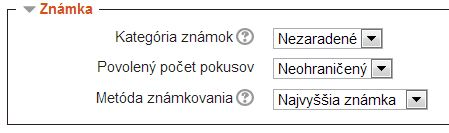 Známka
Kategória známok Nezaradené
Povolený počet pokusov Neohraničený
Metóda známkovania Najvyššia známka